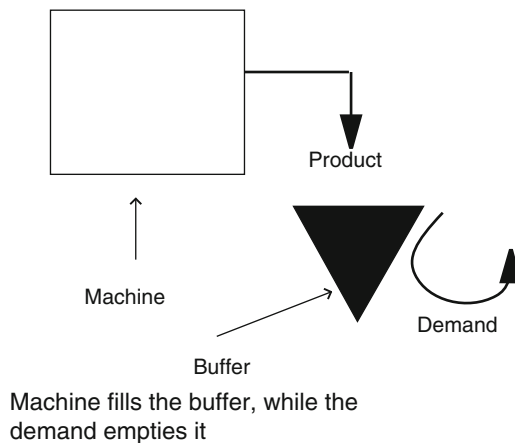 Product
Machine
Demand
Buffer
Machine fills the buffer, while the
demand empties it